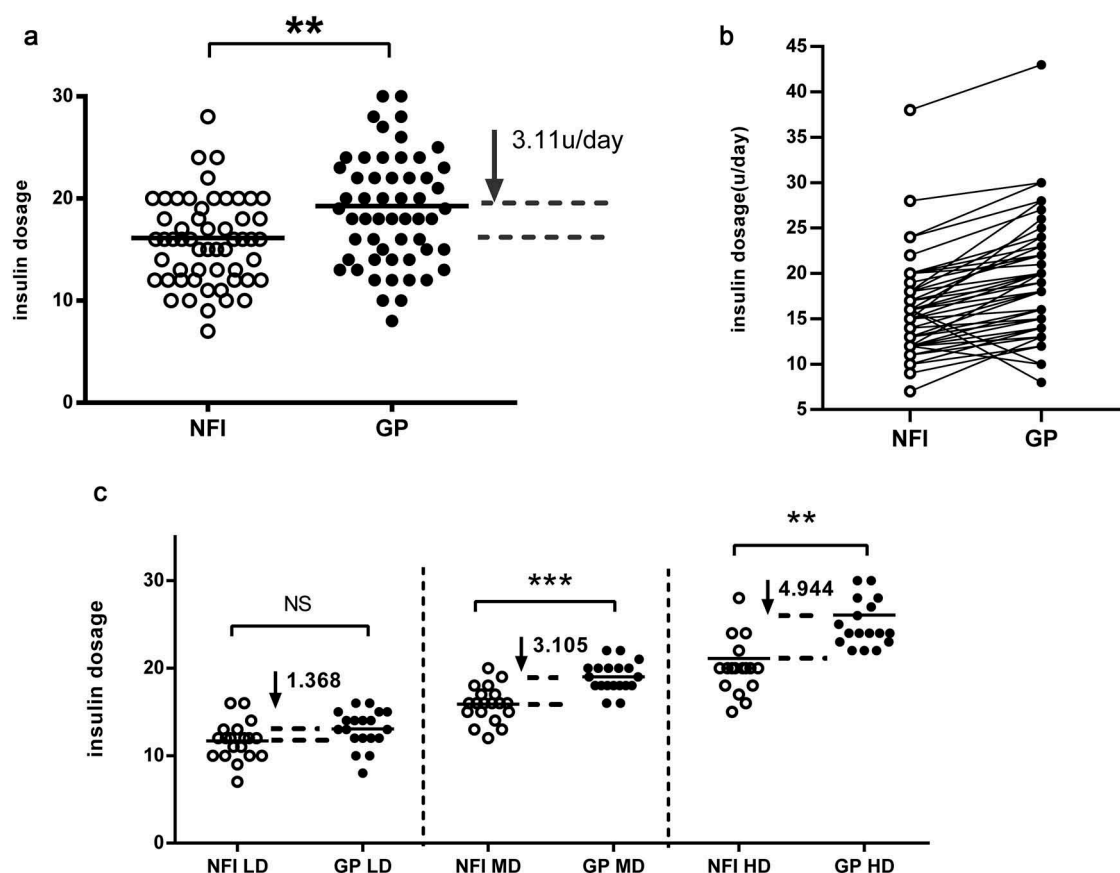 a
**
insulin dosage
30
20
10
0
3.11u/day
NFI
GP
b
insulin dosage(u/day)
45
40
35
30
25
20
15
10
5
NFI
GP
c
insulin dosage
30
20
10
0
NS
1.368
***
3.105
**
4.944
NFI LD
GP LD
NFI MD
GP MD
NFI HD
GP HD